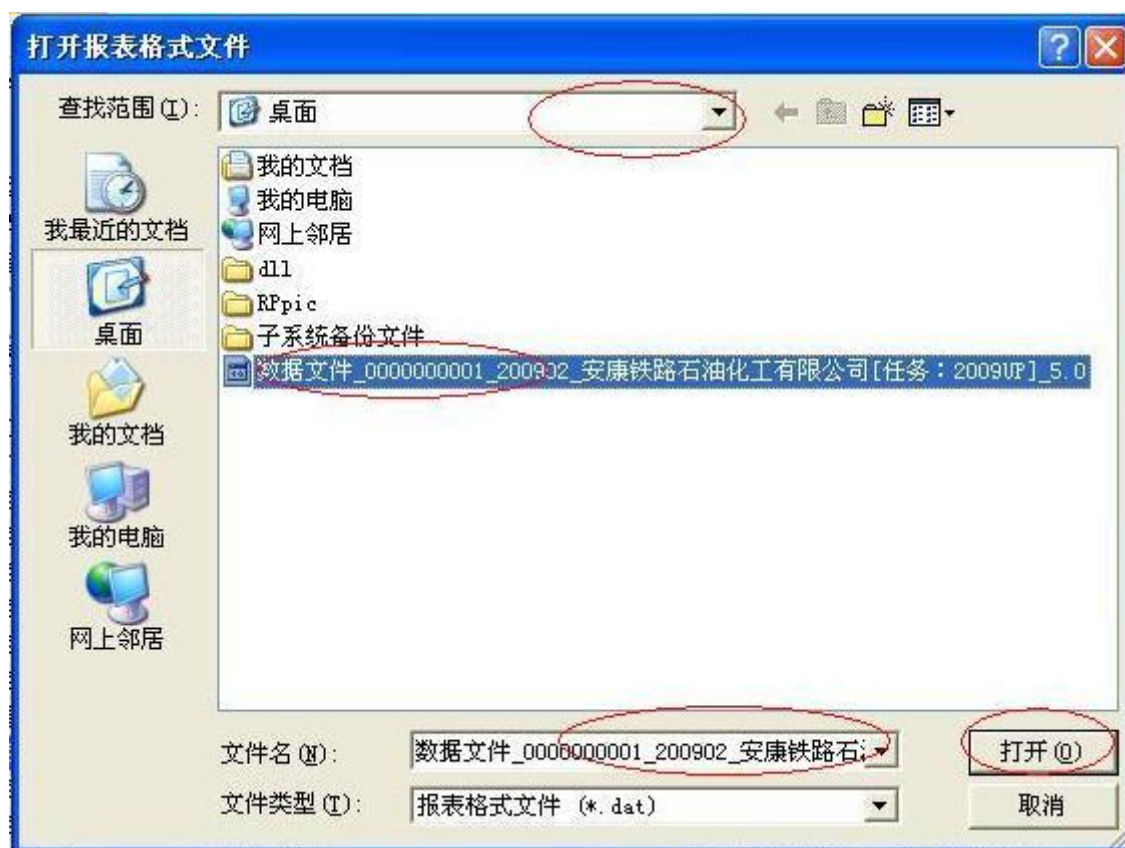 打开报表格式文件
查找范围(I):
桌面
我最近的文档
桌面
我的文档
我的电脑
网上邻居
我的文档
我的电脑
网上邻居
dll
RPpic
子系统备份文件
数据文件_0000000001_200902_安康铁路石油化工有限公司[任务：2009UP]_5.0
文件名(N):
数据文件_0000000001_200902_安康铁路石
打开(O)
文件类型(T):
报表格式文件 (*.dat)
取消